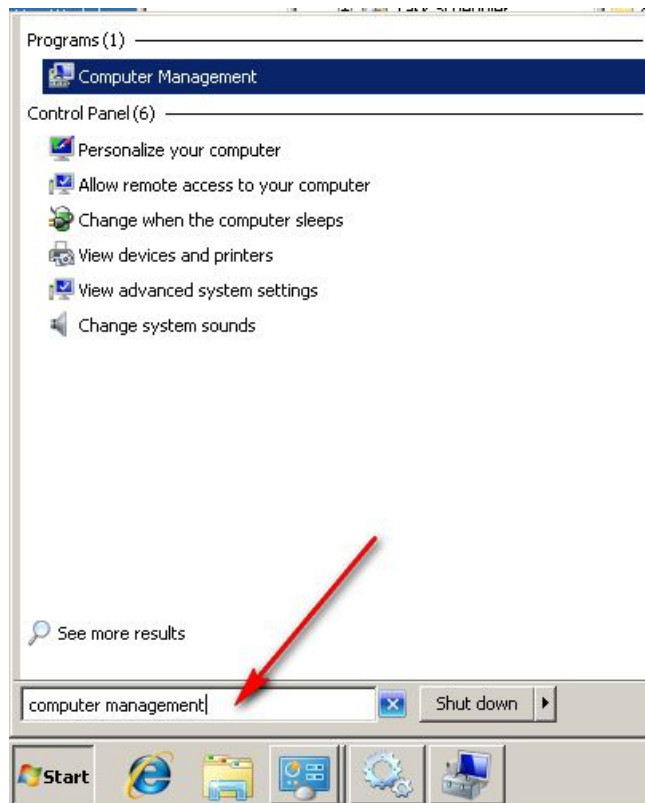 Programs (1)
Computer Management
Control Panel (6)
Personalize your computer
Allow remote access to your computer
Change when the computer sleeps
View devices and printers
View advanced system settings
Change system sounds
See more results
computer management
Shut down
Start